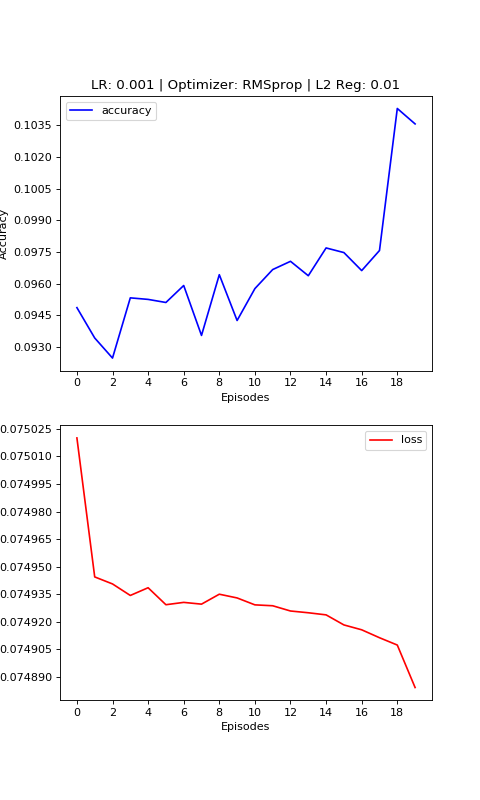 LR: 0.001 | Optimizer: RMSprop | L2 Reg: 0.01
accuracy
0.1035
0.1020
0.1005
0.0990
0.0975
0.0960
0.0945
0.0930
Accuracy
0 2 4 6 8 10 12 14 16 18
Episodes
loss
0.075025
0.075010
0.074995
0.074980
0.074965
0.074950
0.074935
0.074920
0.074905
0.074890
0 2 4 6 8 10 12 14 16 18
Episodes